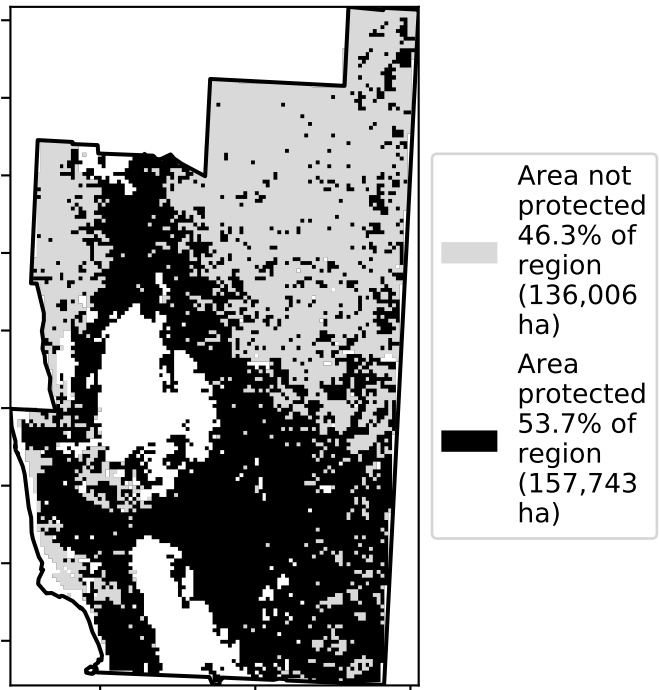 Area not
protected
46.3% of
region
(136,006
ha)
Area
protected
53.7% of
region
(157,743
ha)